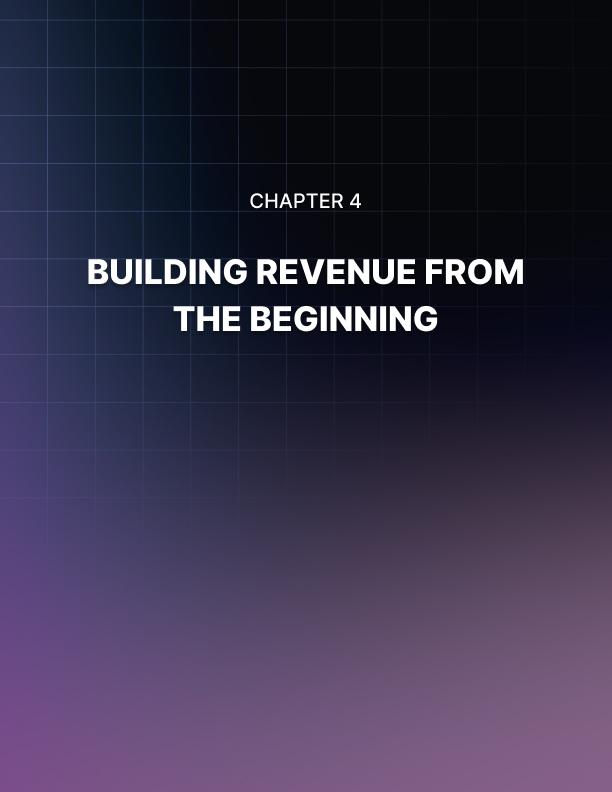 CHAPTER 4
BUILDING REVENUE FROM
THE BEGINNING